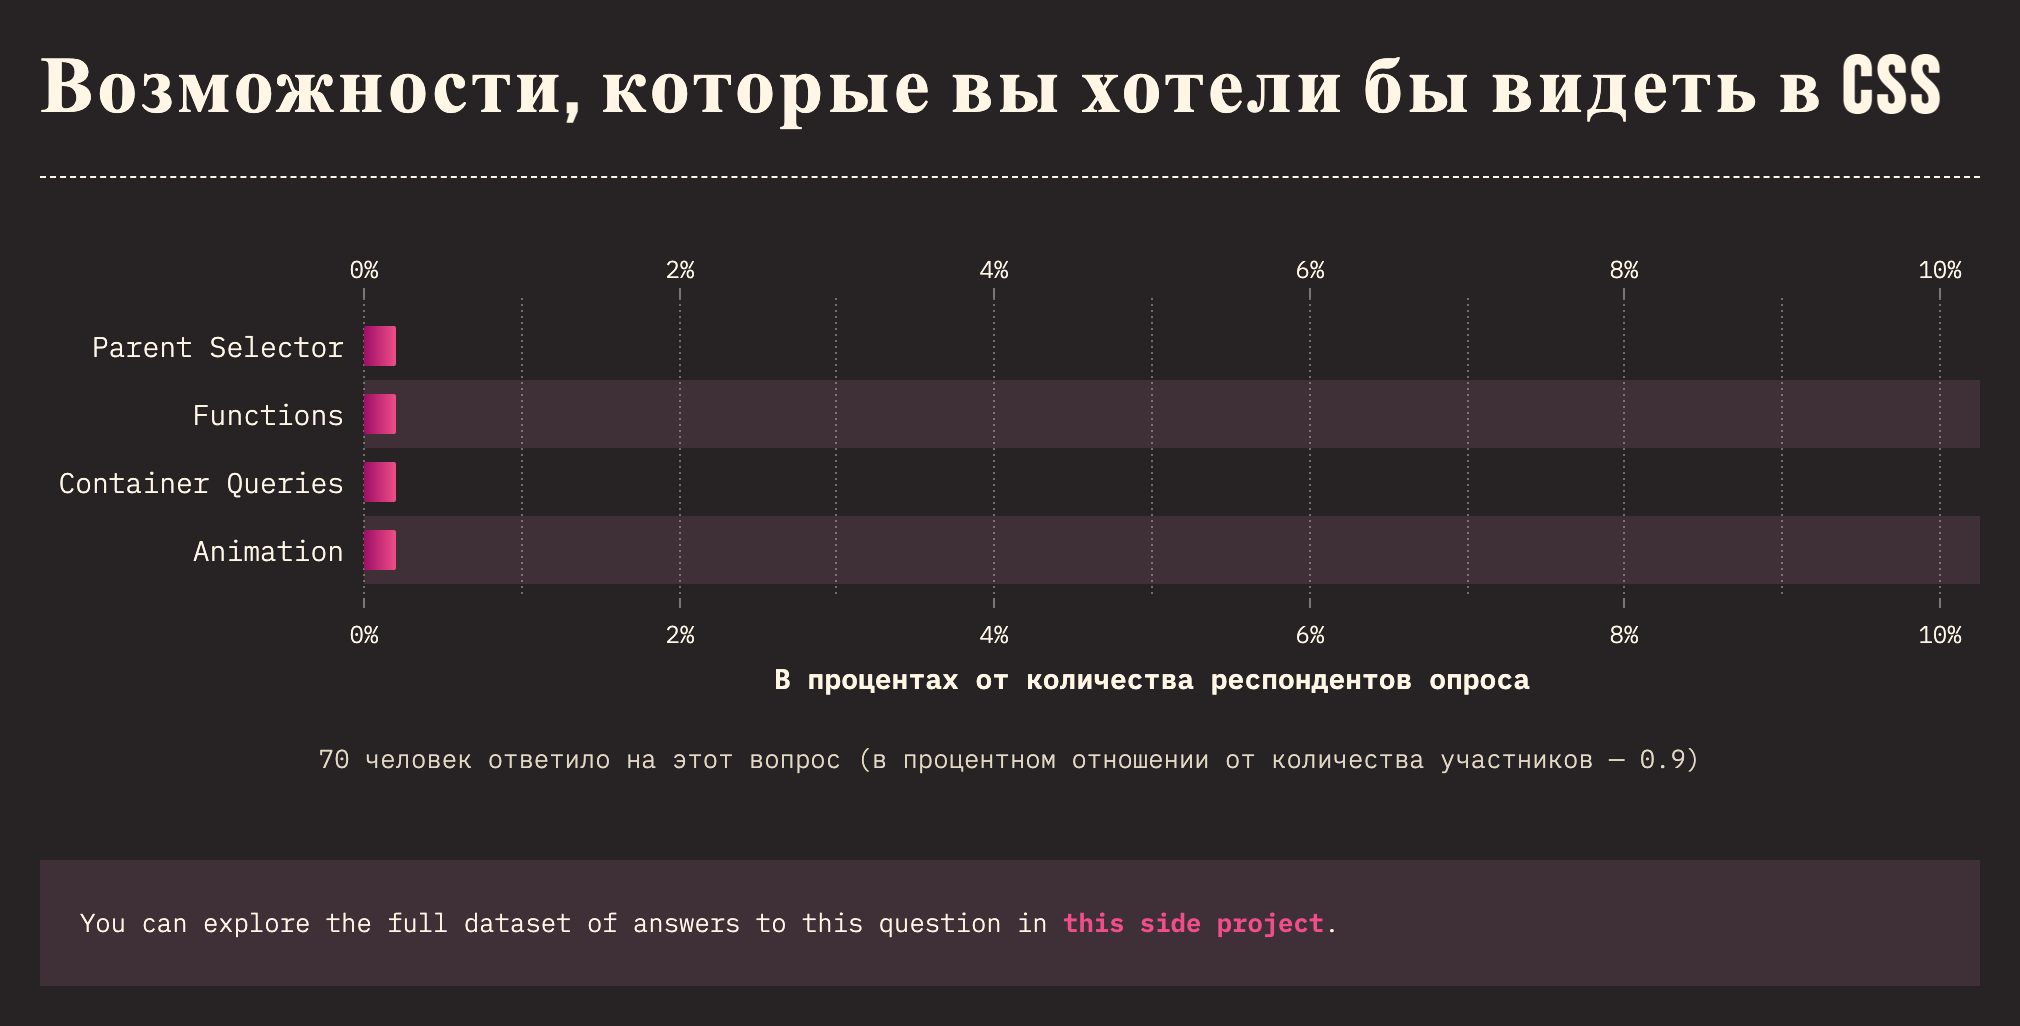 Возможности, которые вы хотели бы видеть в CSS
0% 2% 4% 6% 8% 10%
Parent Selector
Functions
Container Queries
Animation
0% 2% 4% 6% 8% 10%
В процентах от количества респондентов опроса
70 человек ответило на этот вопрос (в процентном отношении от количества участников — 0.9)
You can explore the full dataset of answers to this question in this side project.